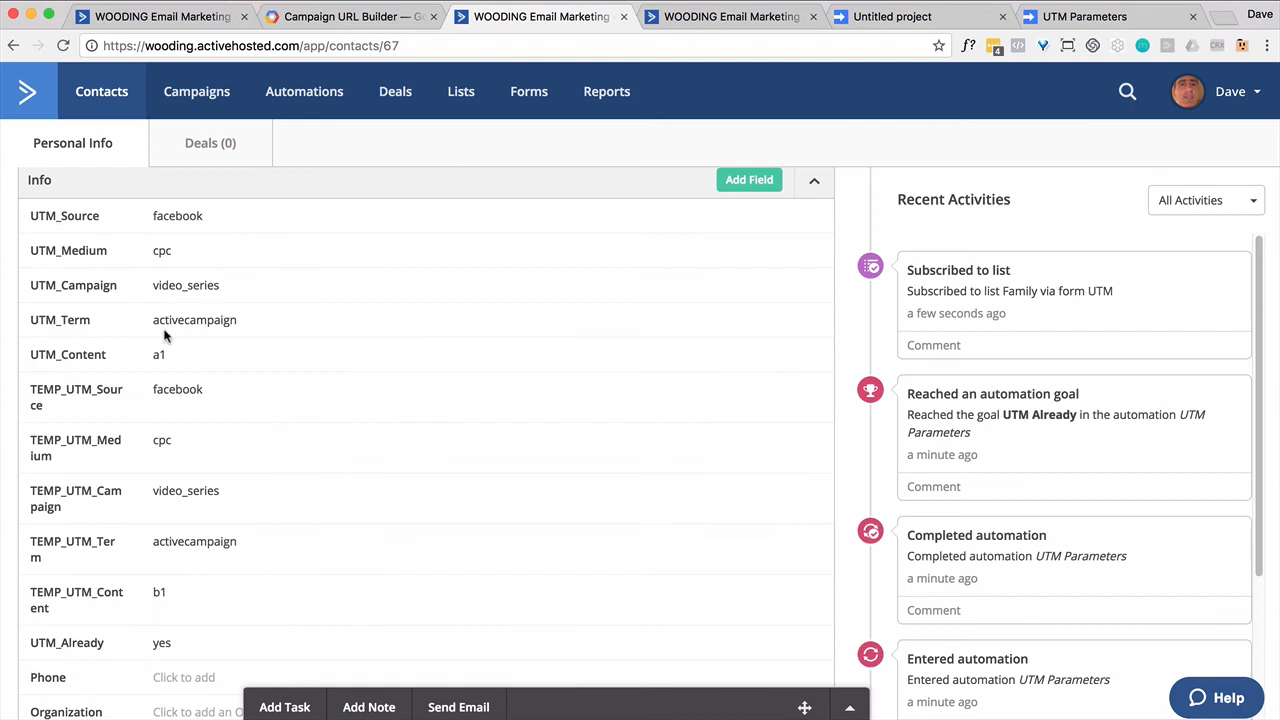 WOODING Email Marketing
Campaign URL Builder — G
WOODING Email Marketing
WOODING Email Marketing
Untitled project
UTM Parameters
Dave
https://wooding.activehosted.com/app/contacts/67
f?
4
CRX
Contacts
Campaigns
Automations
Deals
Lists
Forms
Reports
Dave
Personal Info
Deals (0)
Info
Add Field
UTM_Source
facebook
UTM_Medium
cpc
UTM_Campaign
video_series
UTM_Term
activecampaign
UTM_Content
a1
TEMP_UTM_Sour
ce
facebook
TEMP_UTM_Med
ium
cpc
TEMP_UTM_Cam
paign
video_series
TEMP_UTM_Ter
m
activecampaign
TEMP_UTM_Cont
ent
b1
UTM_Already
yes
Phone
Click to add
Organization
Click to add an O
Recent Activities
All Activities
Subscribed to list
Subscribed to list Family via form UTM
a few seconds ago
Comment
Reached an automation goal
Reached the goal UTM Already in the automation UTM
Parameters
a minute ago
Comment
Completed automation
Completed automation UTM Parameters
a minute ago
Comment
Entered automation
Entered automation UTM Parameters
a minute ago
Add Task
Add Note
Send Email
Help